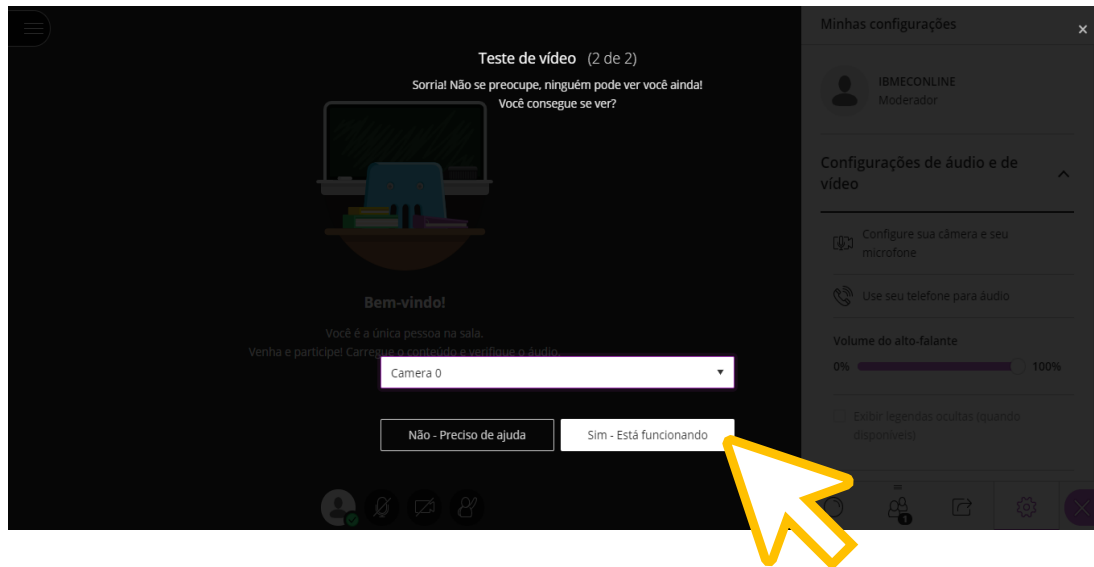 Minhas configurações
Teste de vídeo (2 de 2)
Sorria! Não se preocupe, ninguém pode ver você ainda!
Você consegue se ver?
IBMECONLINE
Moderador
Configurações de áudio e de
vídeo
Configure sua câmera e seu
microfone
Use seu telefone para áudio
Bem-vindo!
Você é a única pessoa na sala.
Venha e participe! Carregue o conteúdo e verifique o áudio.
Volume do alto-falante
0% 100%
Camera 0
Exibir legendas ocultas (quando
disponíveis)
Não - Preciso de ajuda
Sim - Está funcionando
1